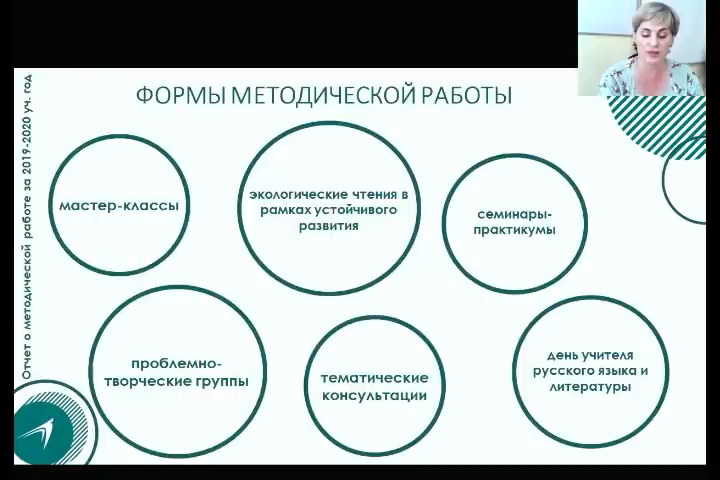 ФОРМЫ МЕТОДИЧЕСКОЙ РАБОТЫ
Отчет о методической работе за 2019-2020 уч. год
мастер-классы
экологические чтения в
рамках устойчивого
развития
семинары-
практикумы
проблемно-
творческие группы
тематические
консультации
день учителя
русского языка и
литературы